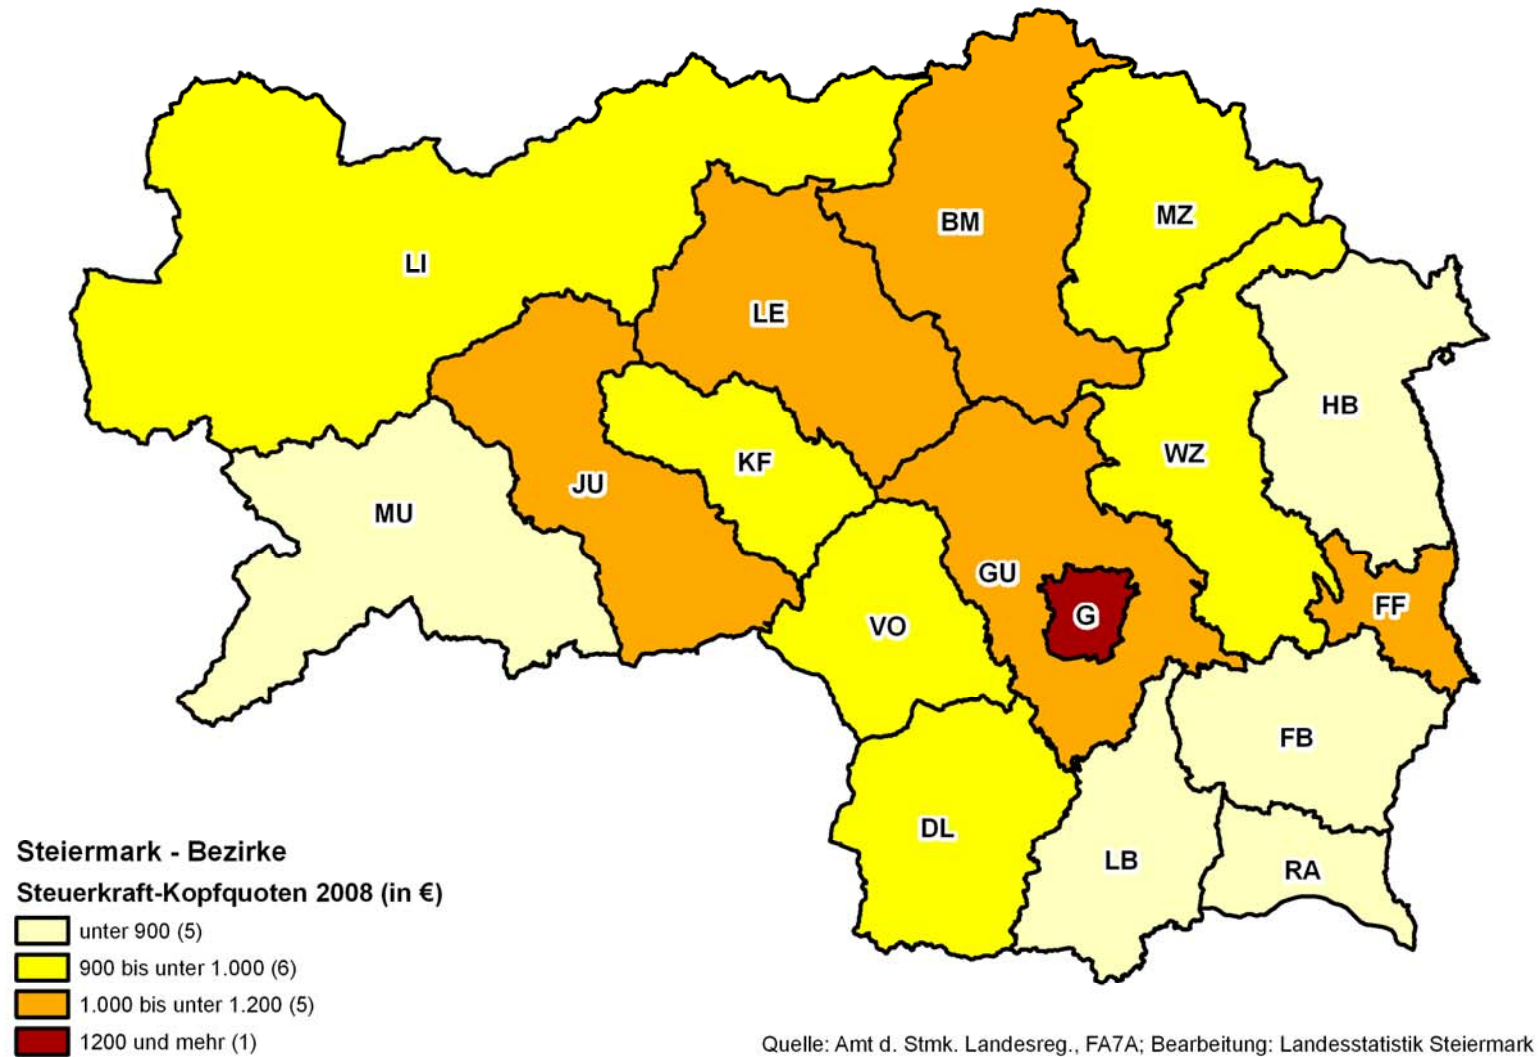 BM
MZ
LI
LE
HB
WZ
KF
JU
MU
GU
G
FF
VO
FB
DL
LB
RA
Steiermark - Bezirke
Steuerkraft-Kopfquoten 2008 (in €)
unter 900 (5)
900 bis unter 1.000 (6)
1.000 bis unter 1.200 (5)
1200 und mehr (1)
Quelle: Amt d. Stmk. Landesreg., FA7A; Bearbeitung: Landesstatistik Steiermark